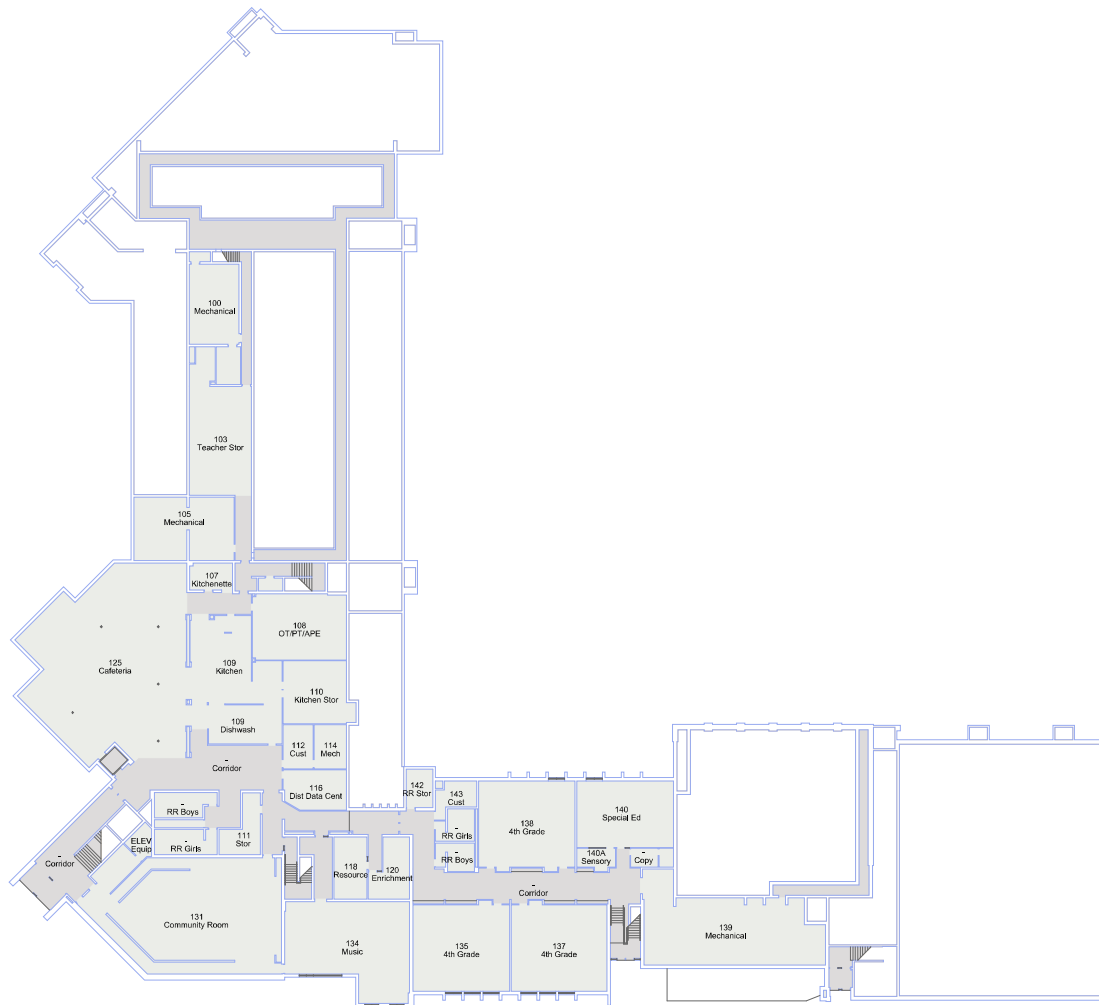 100
Mechanical
103
Teacher Stor
105
Mechanical
107
Kitchenette
108
OT/PT/APE
125
Cafeteria
109
Kitchen
110
Kitchen Stor
109
Dishwash
112
Cust
114
Mech
-
Corridor
116
Dist Data Cent
142
RR Stor
143
Cust
-
RR Boys
111
Stor
-
RR Girls
ELEV
Equip
-
Corridor
138
4th Grade
140
Special Ed
-
RR Girls
-
RR Boys
140A
Sensory
-
Copy
118
Resource
120
Enrichment
-
Corridor
131
Community Room
134
Music
135
4th Grade
137
4th Grade
139
Mechanical